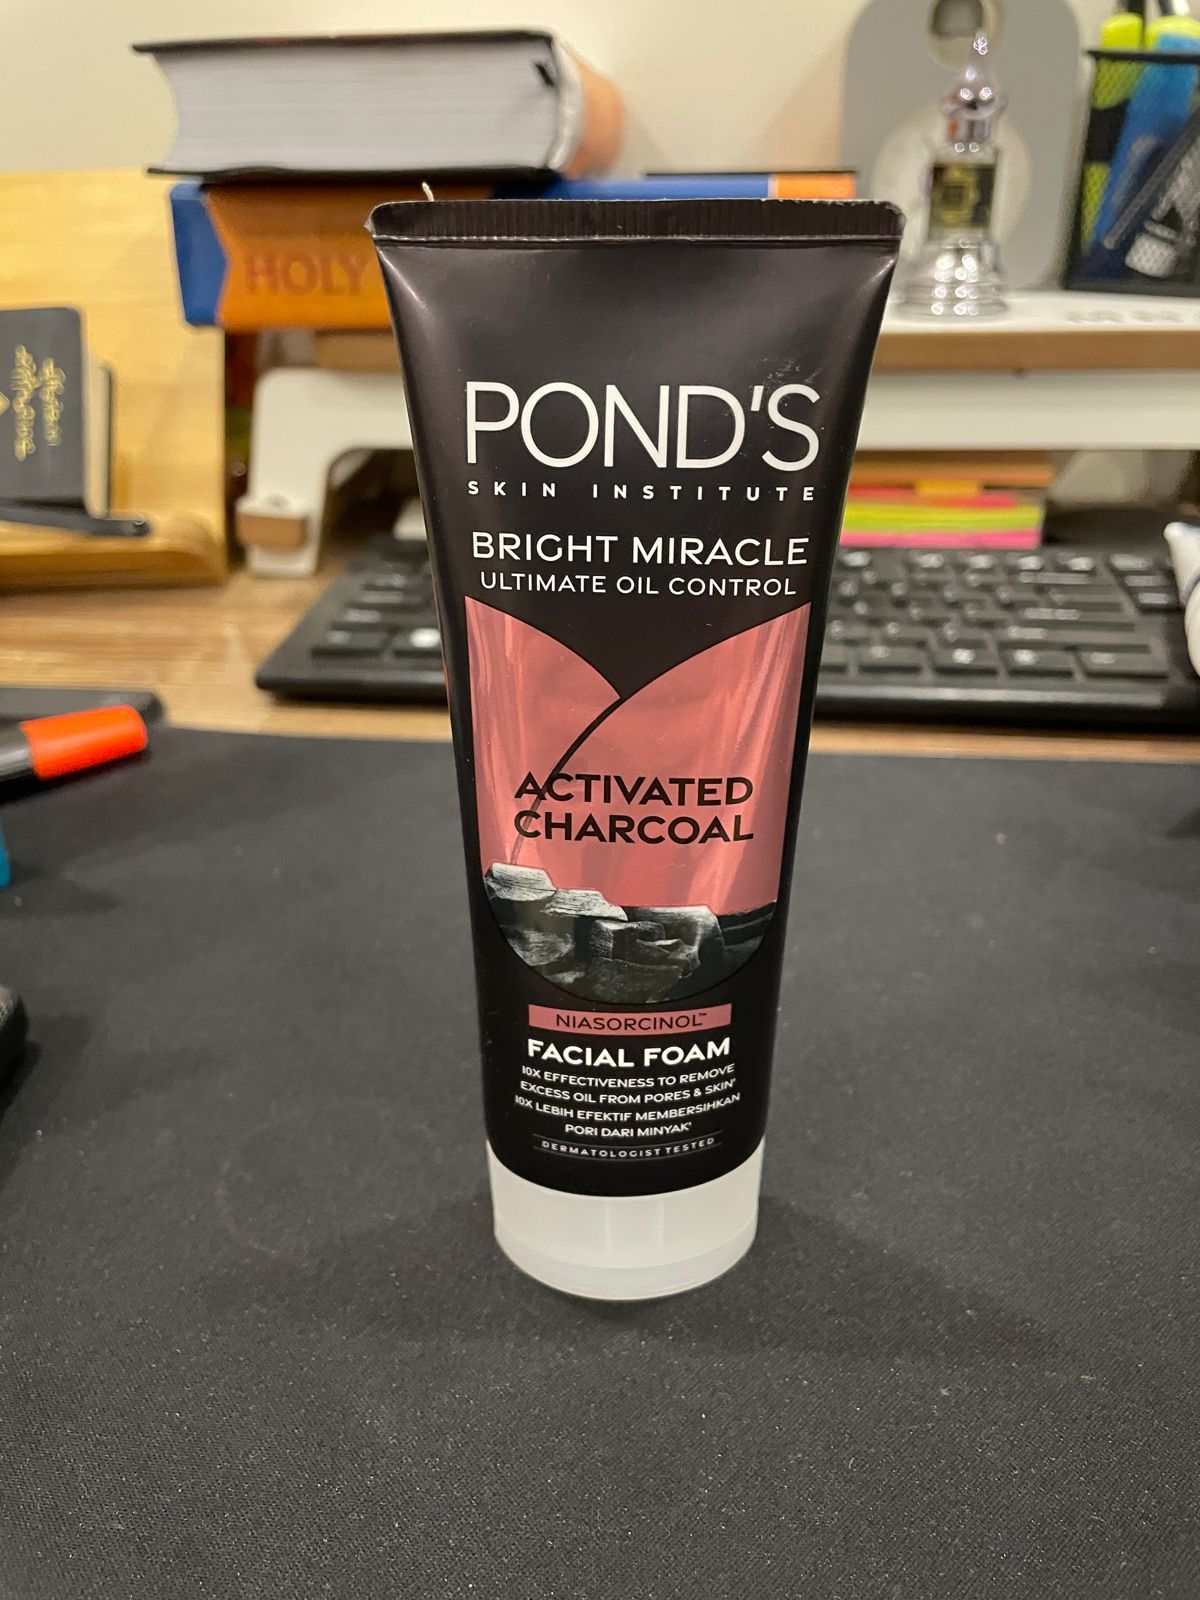 HOLY
POND'S
SKIN INSTITUTE
BRIGHT MIRACLE
ULTIMATE OIL CONTROL
ACTIVATED
CHARCOAL
NIASORCINOL™
FACIAL FOAM
10X EFFECTIVENESS TO REMOVE
EXCESS OIL FROM PORES & SKIN*
10X LEBIH EFEKTIF MEMBERSIHKAN
PORI DARI MINYAK*
DERMATOLOGIST TESTED